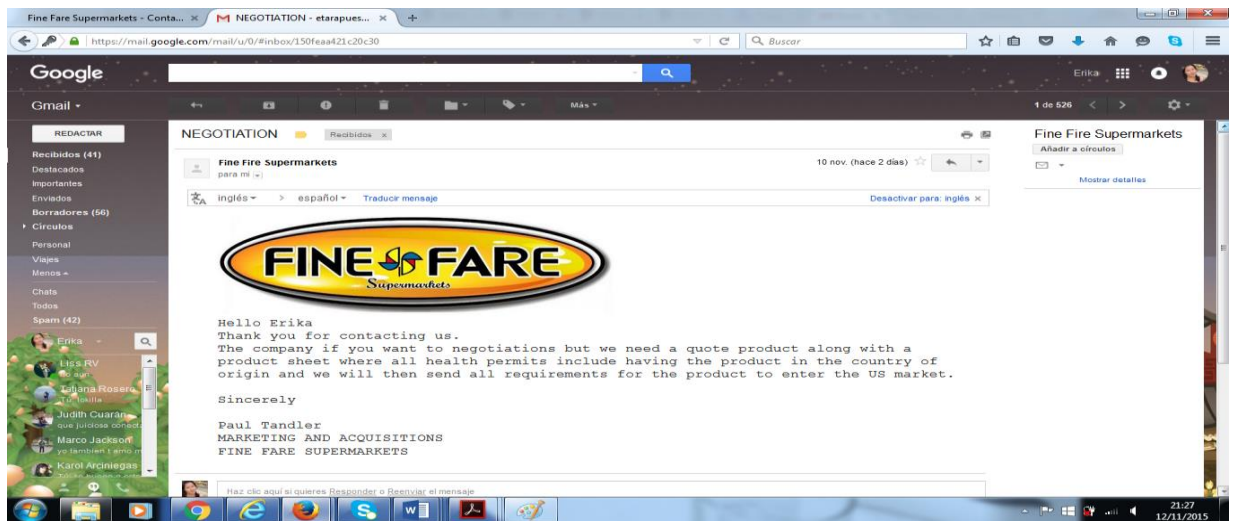 Fine Fare Supermarkets - Conta...
NEGOTIATION - etarapues...
https://mail.google.com/mail/u/0/#inbox/150feaa421c20c30
Buscar
Google
Erika
Gmail
Más
1 de 526
REDACTAR
Recibidos (41)
Destacados
Importantes
Enviados
Borradores (56)
Círculos
Personal
Viajes
Menos
Chats
Todos
Spam (42)
Erika
Liss RV
Tatiana Rosero
Judith Cuarán
que juiciosa
Marco Jackson
Karol Arciniegas
NEGOTIATION
Recibidos x
Fine Fire Supermarkets
para mí
10 nov. (hace 2 días)
inglés > español Traducir mensaje
Desactivar para: inglés x
FINE FARE
Supermarkets
Hello Erika
Thank you for contacting us.
The company if you want to negotiations but we need a quote product along with a
product sheet where all health permits include having the product in the country of
origin and we will then send all requirements for the product to enter the US market.
Sincerely
Paul Tandler
MARKETING AND ACQUISITIONS
FINE FARE SUPERMARKETS
Haz clic aquí si quieres Responder o Reenviar el mensaje
Fine Fire Supermarkets
Añadir a círculos
Mostrar detalles
21:27
12/11/2015